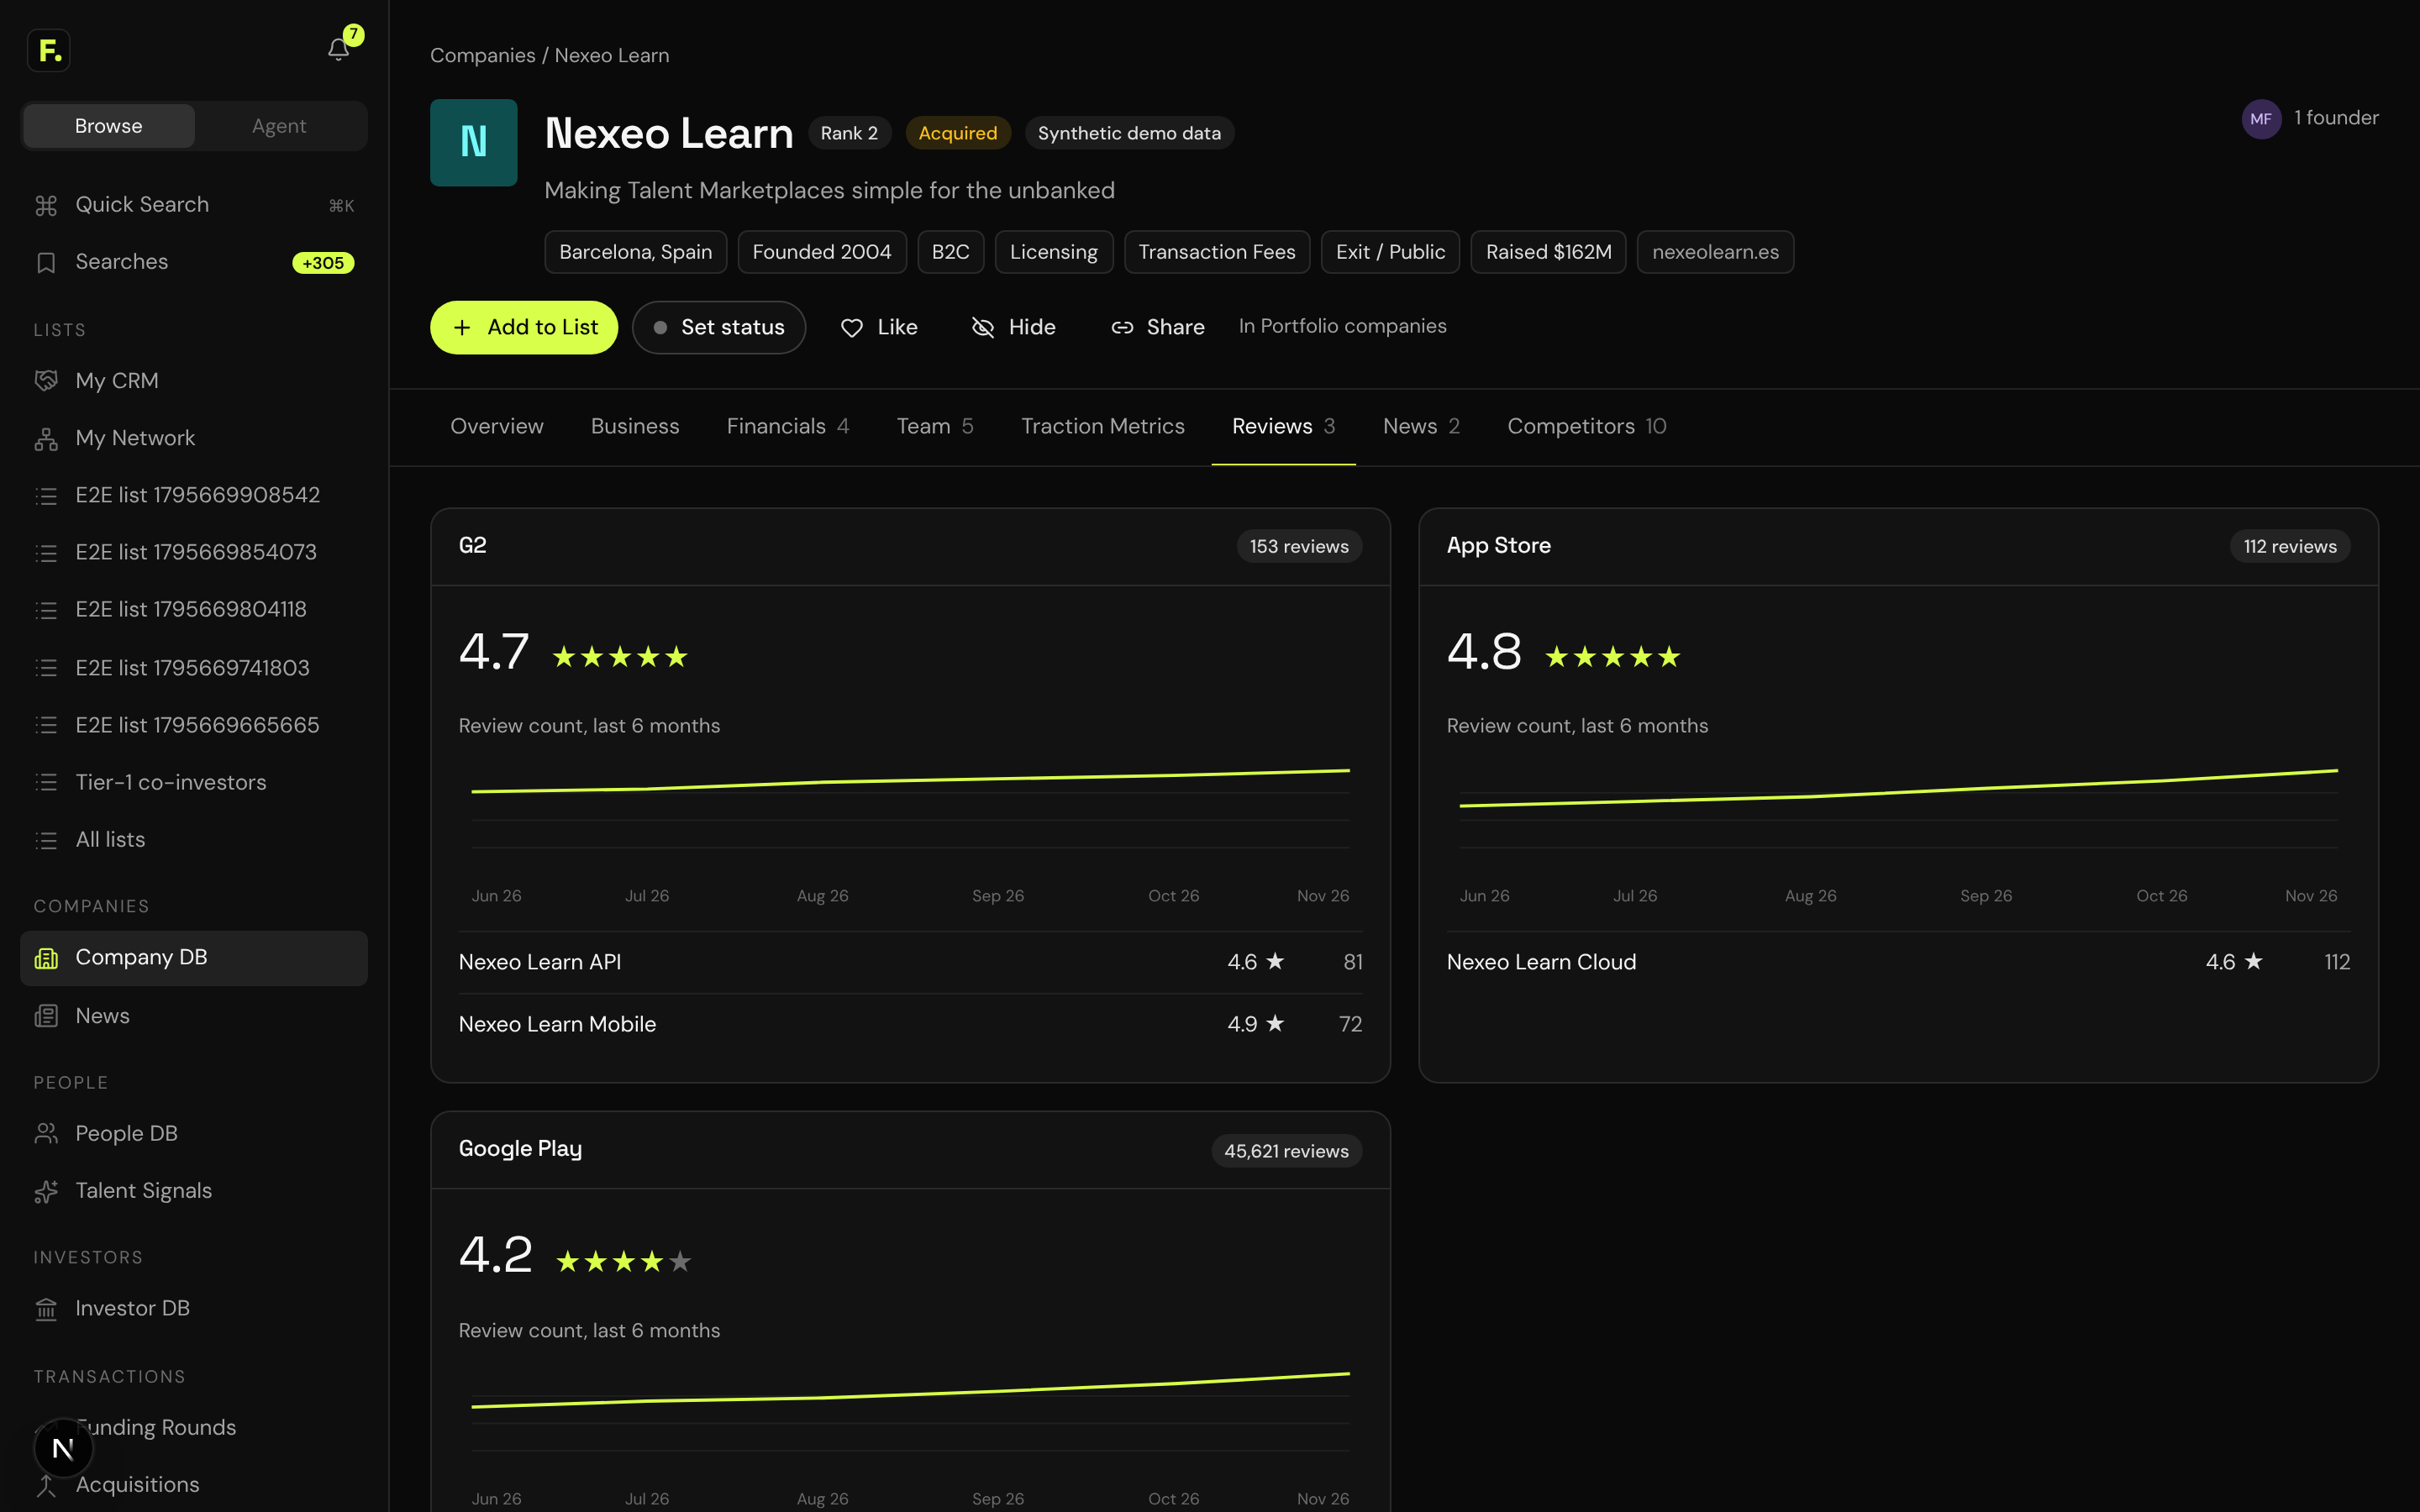 F.
7
Browse
Agent
Quick Search
⌘K
Searches
+305
LISTS
My CRM
My Network
E2E list 1795669908542
E2E list 1795669854073
E2E list 1795669804118
E2E list 1795669741803
E2E list 1795669665665
Tier-1 co-investors
All lists
COMPANIES
Company DB
News
PEOPLE
People DB
Talent Signals
INVESTORS
Investor DB
TRANSACTIONS
Funding Rounds
N
Acquisitions
Companies / Nexeo Learn
N
Nexeo Learn
Rank 2
Acquired
Synthetic demo data
MF
1 founder
Making Talent Marketplaces simple for the unbanked
Barcelona, Spain
Founded 2004
B2C
Licensing
Transaction Fees
Exit / Public
Raised $162M
nexeolearn.es
Add to List
Set status
Like
Hide
Share
In Portfolio companies
Overview
Business
Financials 4
Team 5
Traction Metrics
Reviews 3
News 2
Competitors 10
G2
153 reviews
4.7 ★★★★★
Review count, last 6 months
Jun 26 Jul 26 Aug 26 Sep 26 Oct 26 Nov 26
Nexeo Learn API 4.6 ★ 81
Nexeo Learn Mobile 4.9 ★ 72
App Store
112 reviews
4.8 ★★★★★
Review count, last 6 months
Jun 26 Jul 26 Aug 26 Sep 26 Oct 26 Nov 26
Nexeo Learn Cloud 4.6 ★ 112
Google Play
45,621 reviews
4.2 ★★★★★
Review count, last 6 months
Jun 26 Jul 26 Aug 26 Sep 26 Oct 26 Nov 26